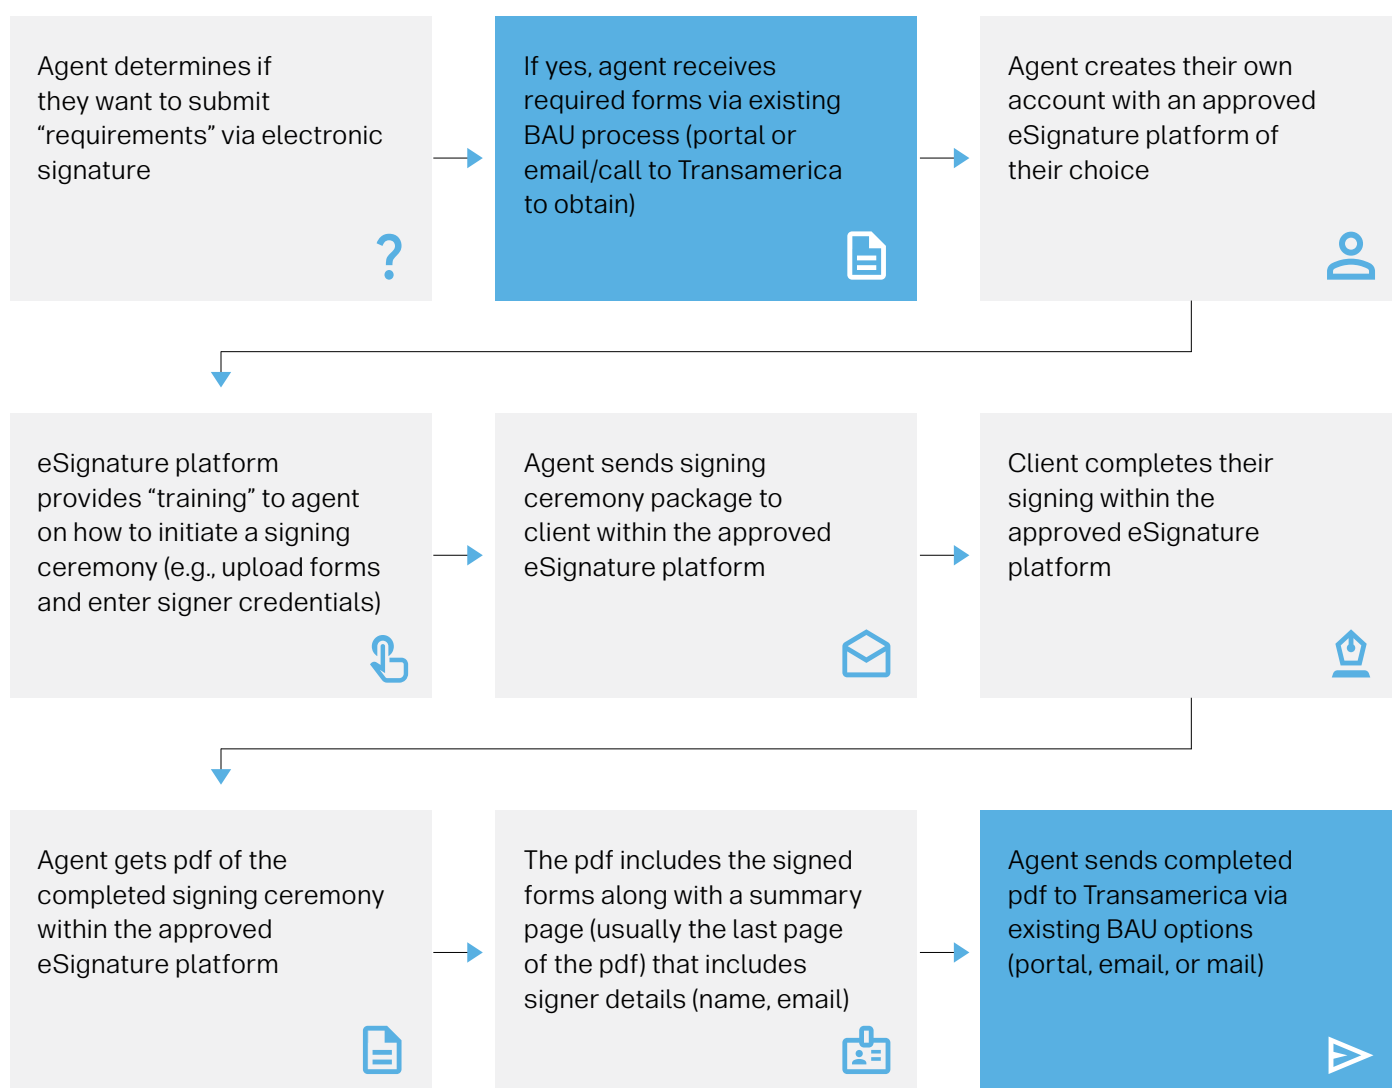 Agent determines if
they want to submit
“requirements” via electronic
signature
If yes, agent receives
required forms via existing
BAU process (portal or
email/call to Transamerica
to obtain)
Agent creates their own
account with an approved
eSignature platform of
their choice
eSignature platform
provides “training” to agent
on how to initiate a signing
ceremony (e.g., upload forms
and enter signer credentials)
Agent sends signing
ceremony package to
client within the approved
eSignature platform
Client completes their
signing within the
approved eSignature
platform
Agent gets pdf of the
completed signing ceremony
within the approved
eSignature platform
The pdf includes the signed
forms along with a summary
page (usually the last page
of the pdf) that includes
signer details (name, email)
Agent sends completed
pdf to Transamerica via
existing BAU options
(portal, email, or mail)